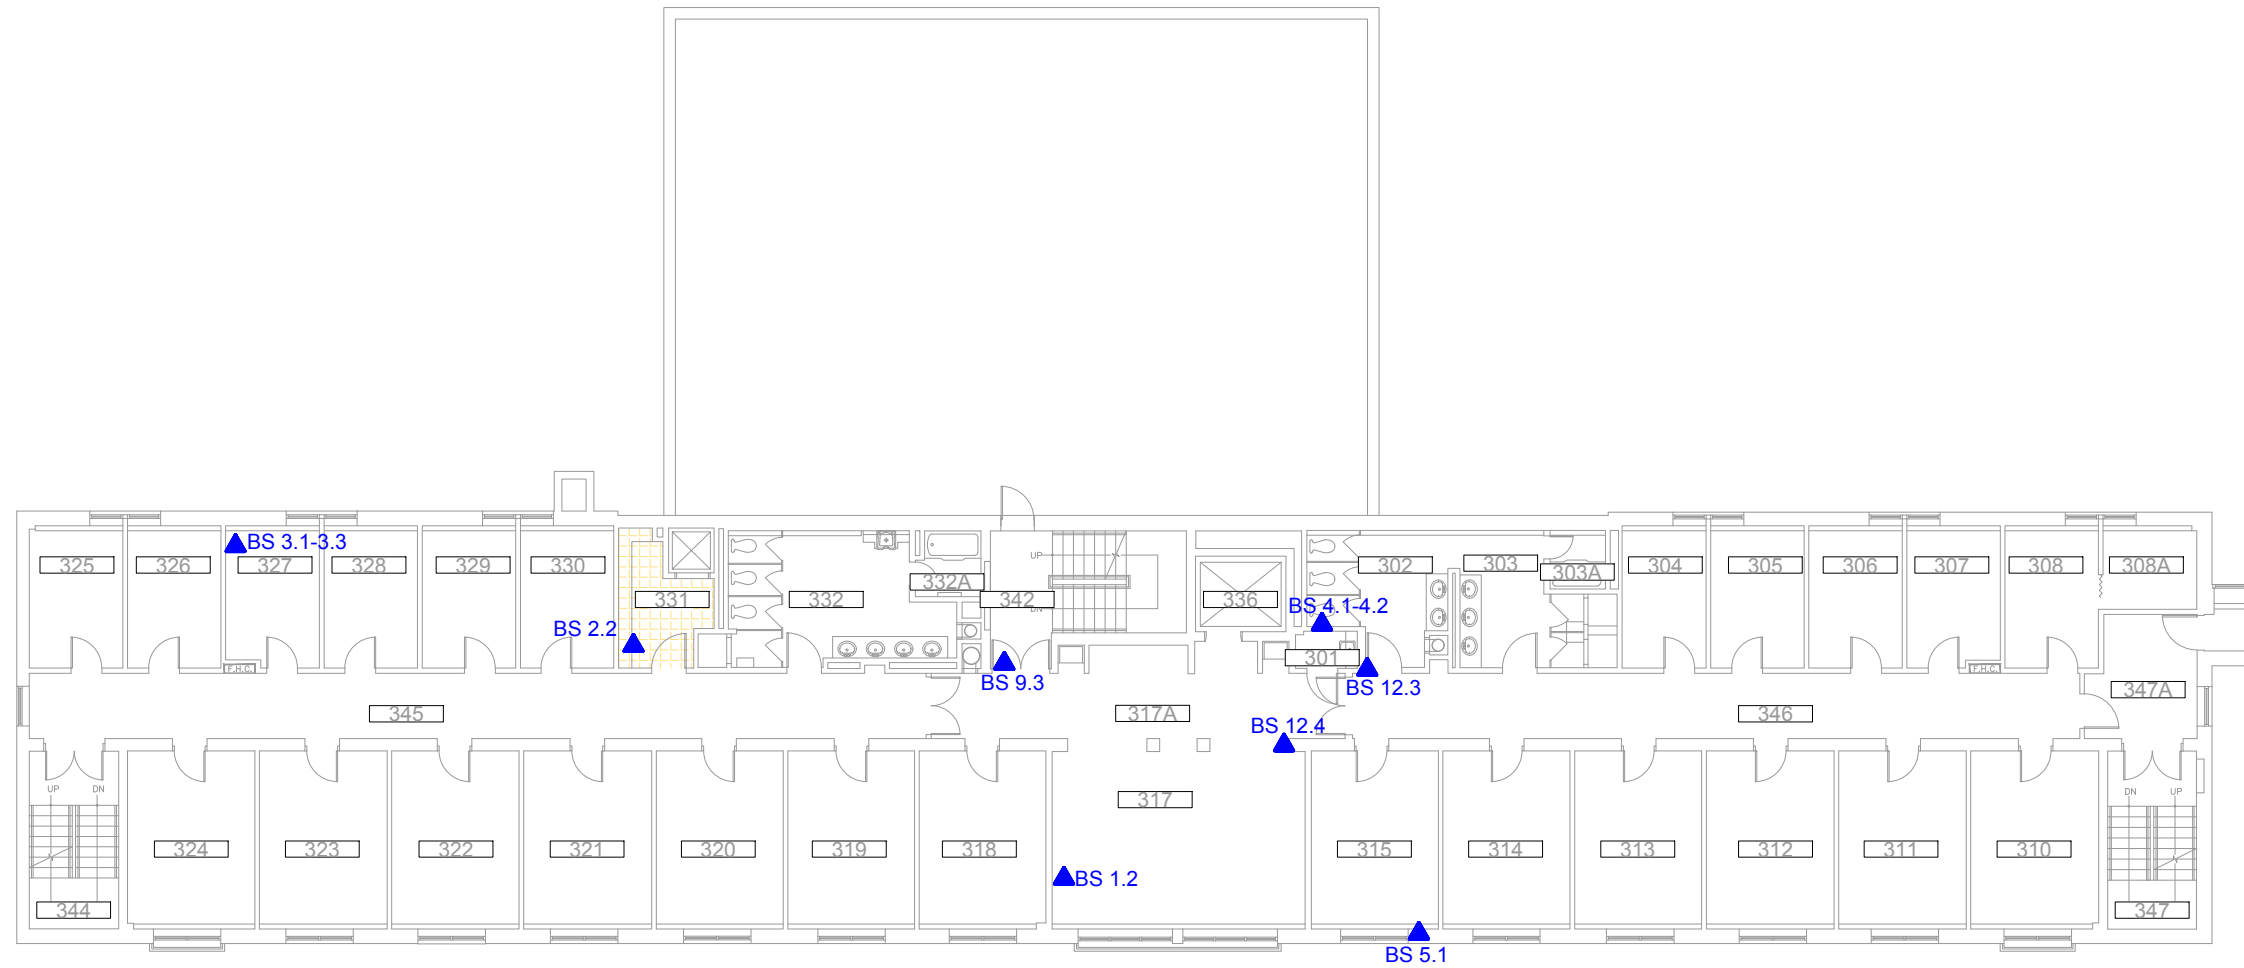 BS 3.1-3.3
325
326
327
328
329
330
331
BS 2.2
332
332A
UP
342
DN
336
302
303
303A
304
305
306
307
308
308A
BS 4.1-4.2
301
F.H.C.
BS 9.3
BS 12.3
F.H.C.
347A
345
317A
346
BS 12.4
UP
DN
317
DN
UP
324
323
322
321
320
319
318
315
314
313
312
311
310
BS 1.2
344
347
BS 5.1